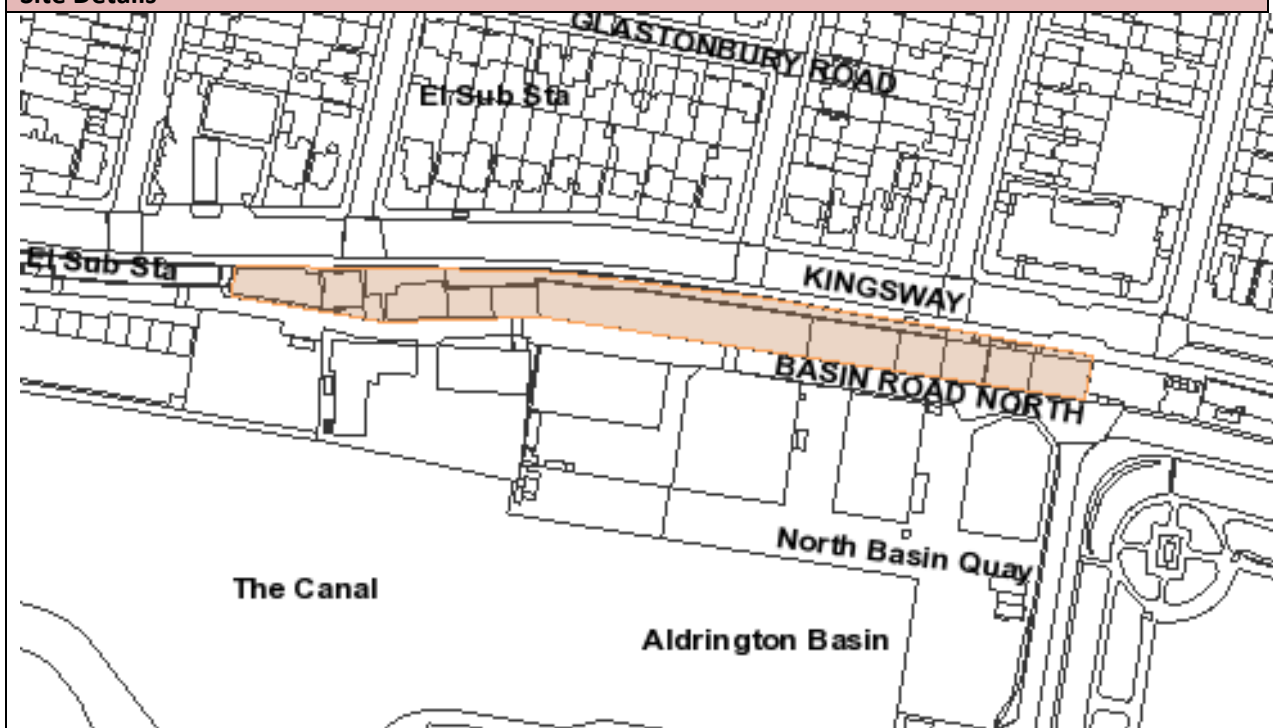 Site Details
GLASTONBURY ROAD
El Sub Sta
El Sub Sta
KINGSWAY
BASIN ROAD NORTH
North Basin Quay
The Canal
Aldrington Basin